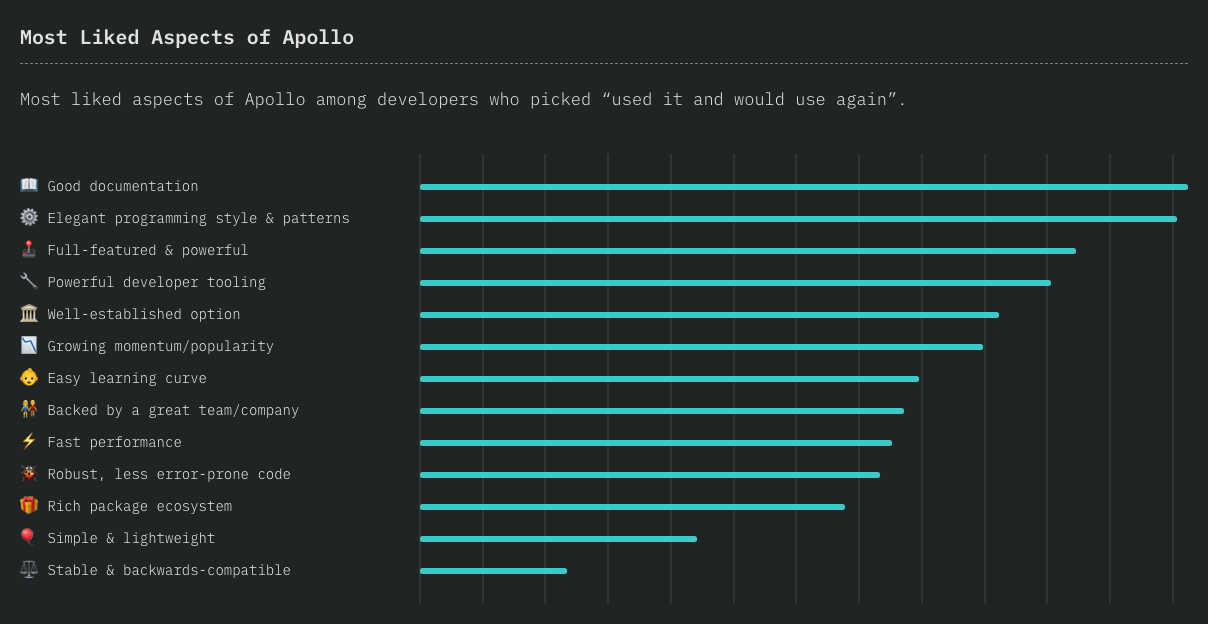 Most Liked Aspects of Apollo
Most liked aspects of Apollo among developers who picked “used it and would use again”.
Good documentation
Elegant programming style & patterns
Full-featured & powerful
Powerful developer tooling
Well-established option
Growing momentum/popularity
Easy learning curve
Backed by a great team/company
Fast performance
Robust, less error-prone code
Rich package ecosystem
Simple & lightweight
Stable & backwards-compatible